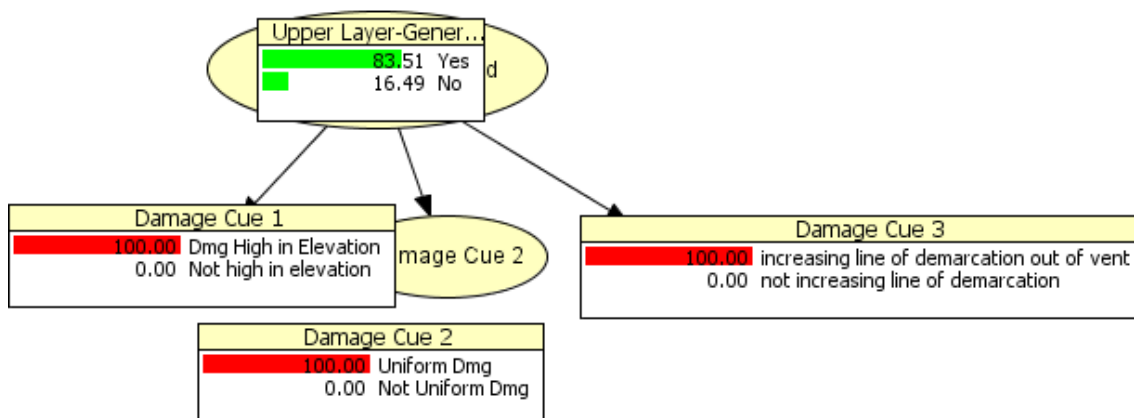 Upper Layer-Gener...
83.51 Yes
16.49 No
d
Damage Cue 1
100.00 Dmg High in Elevation
0.00 Not high in elevation
mage Cue 2
Damage Cue 3
100.00 increasing line of demarcation out of vent
0.00 not increasing line of demarcation
Damage Cue 2
100.00 Uniform Dmg
0.00 Not Uniform Dmg